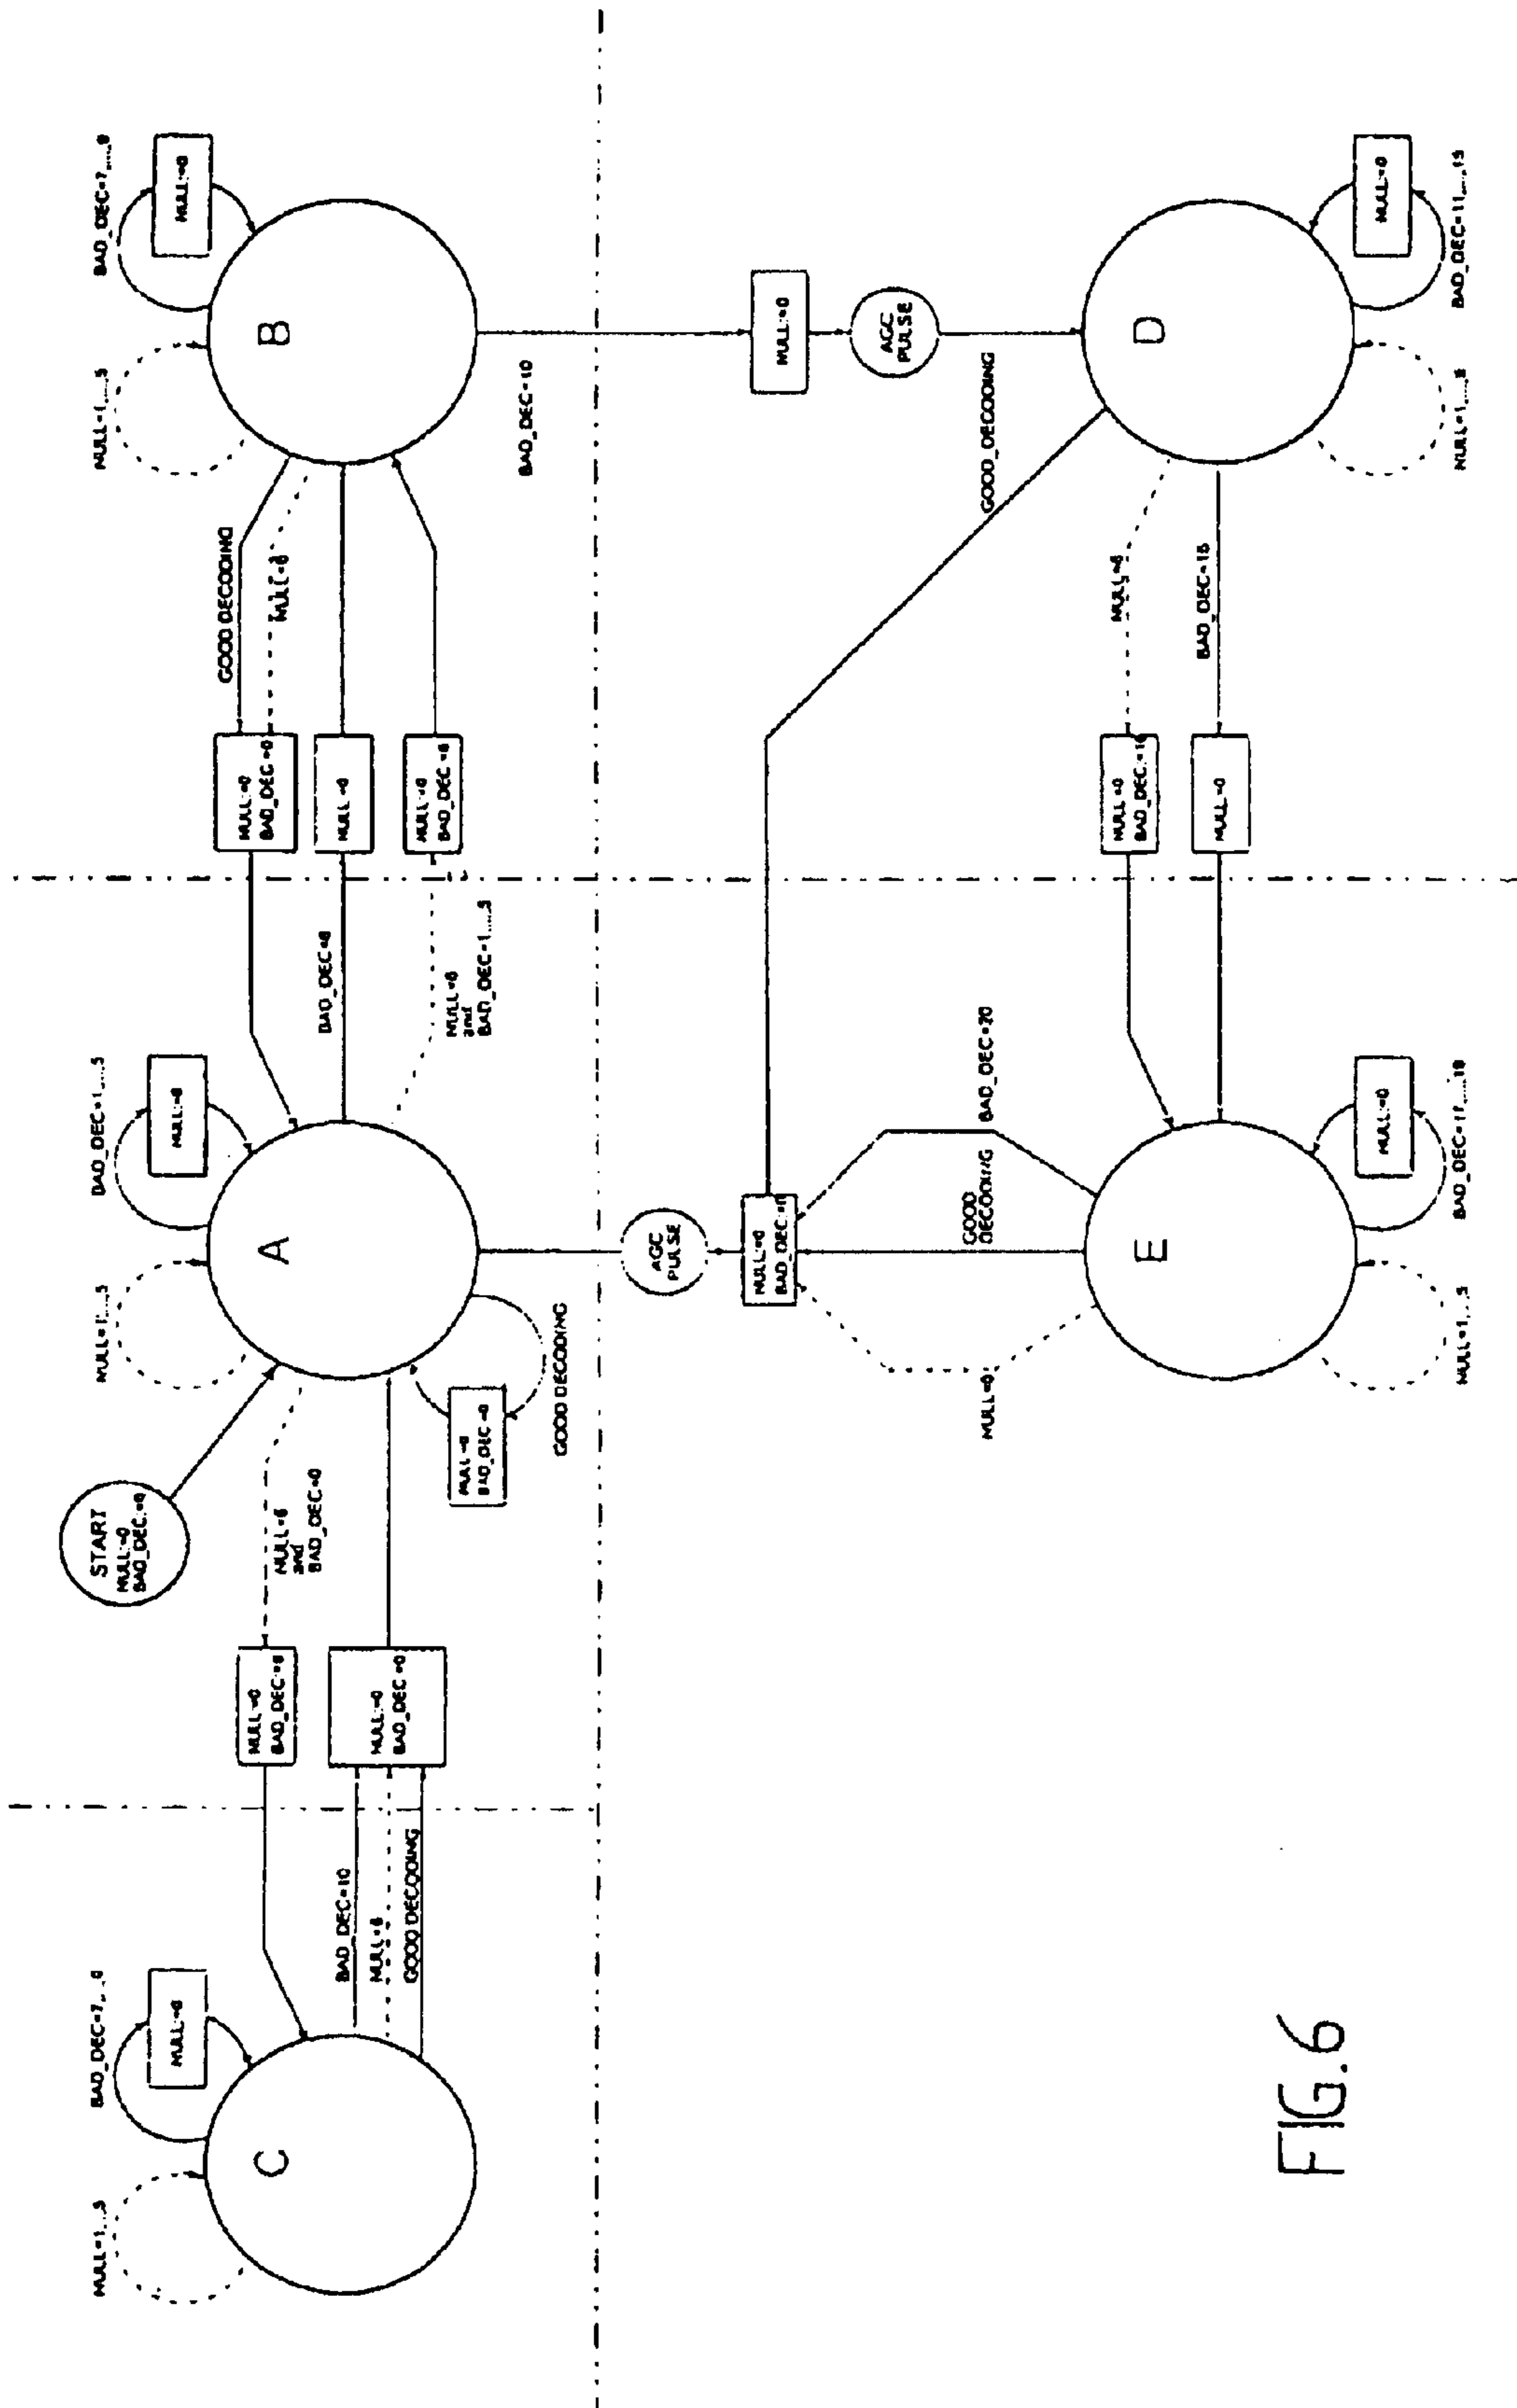 NULL=1....5
BAD_DEC=7...9
NULL:=0
C
BAD_DEC=10
NULL=6
GOOD DECODING
NULL:=0
BAD_DEC:=6
NULL:=0
BAD_DEC:=0
START
NULL:=0
BAD_DEC:=0
NULL=6
and
BAD_DEC=0
NULL=1....5
BAD_DEC=1....5
NULL:=0
A
NULL:=0
BAD_DEC:=0
GOOD DECODING
BAD_DEC=6
NULL=6
and
BAD_DEC=1....5
NULL:=0
BAD_DEC:=0
NULL:=0
NULL:=0
BAD_DEC:=6
GOOD DECODING
NULL=6
NULL=1....5
BAD_DEC=7....9
NULL:=0
B
BAD_DEC=10
AGC
PULSE
NULL:=0
BAD_DEC:=0
NULL:=0
AGC
PULSE
GOOD_DECODING
NULL=6
GOOD
DECODING
BAD_DEC=20
E
NULL=1....5
NULL:=0
BAD_DEC=17....19
NULL:=0
BAD_DEC:=16
NULL:=0
NULL=6
BAD_DEC=16
D
NULL=1....5
NULL:=0
BAD_DEC=11....15
FIG.6